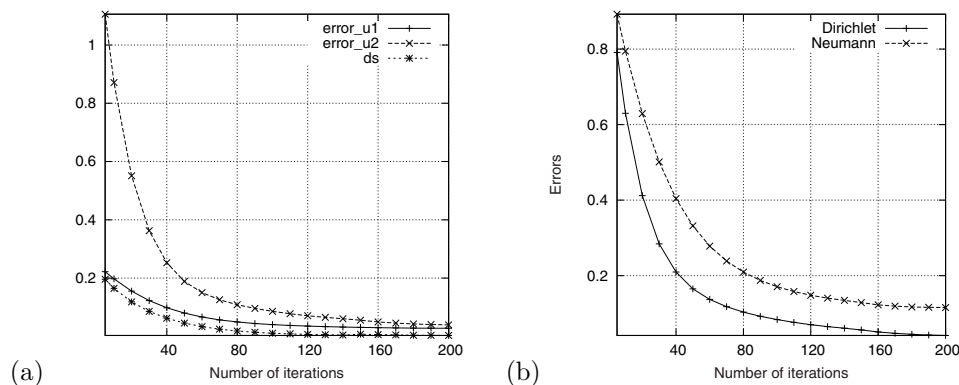 error_u1
error_u2
ds
1
0.8
0.6
0.4
0.2
40
80
120
160
200
Number of iterations
(a)
Dirichlet
Neumann
0.8
0.6
0.4
0.2
Errors
40
80
120
160
200
Number of iterations
(b)